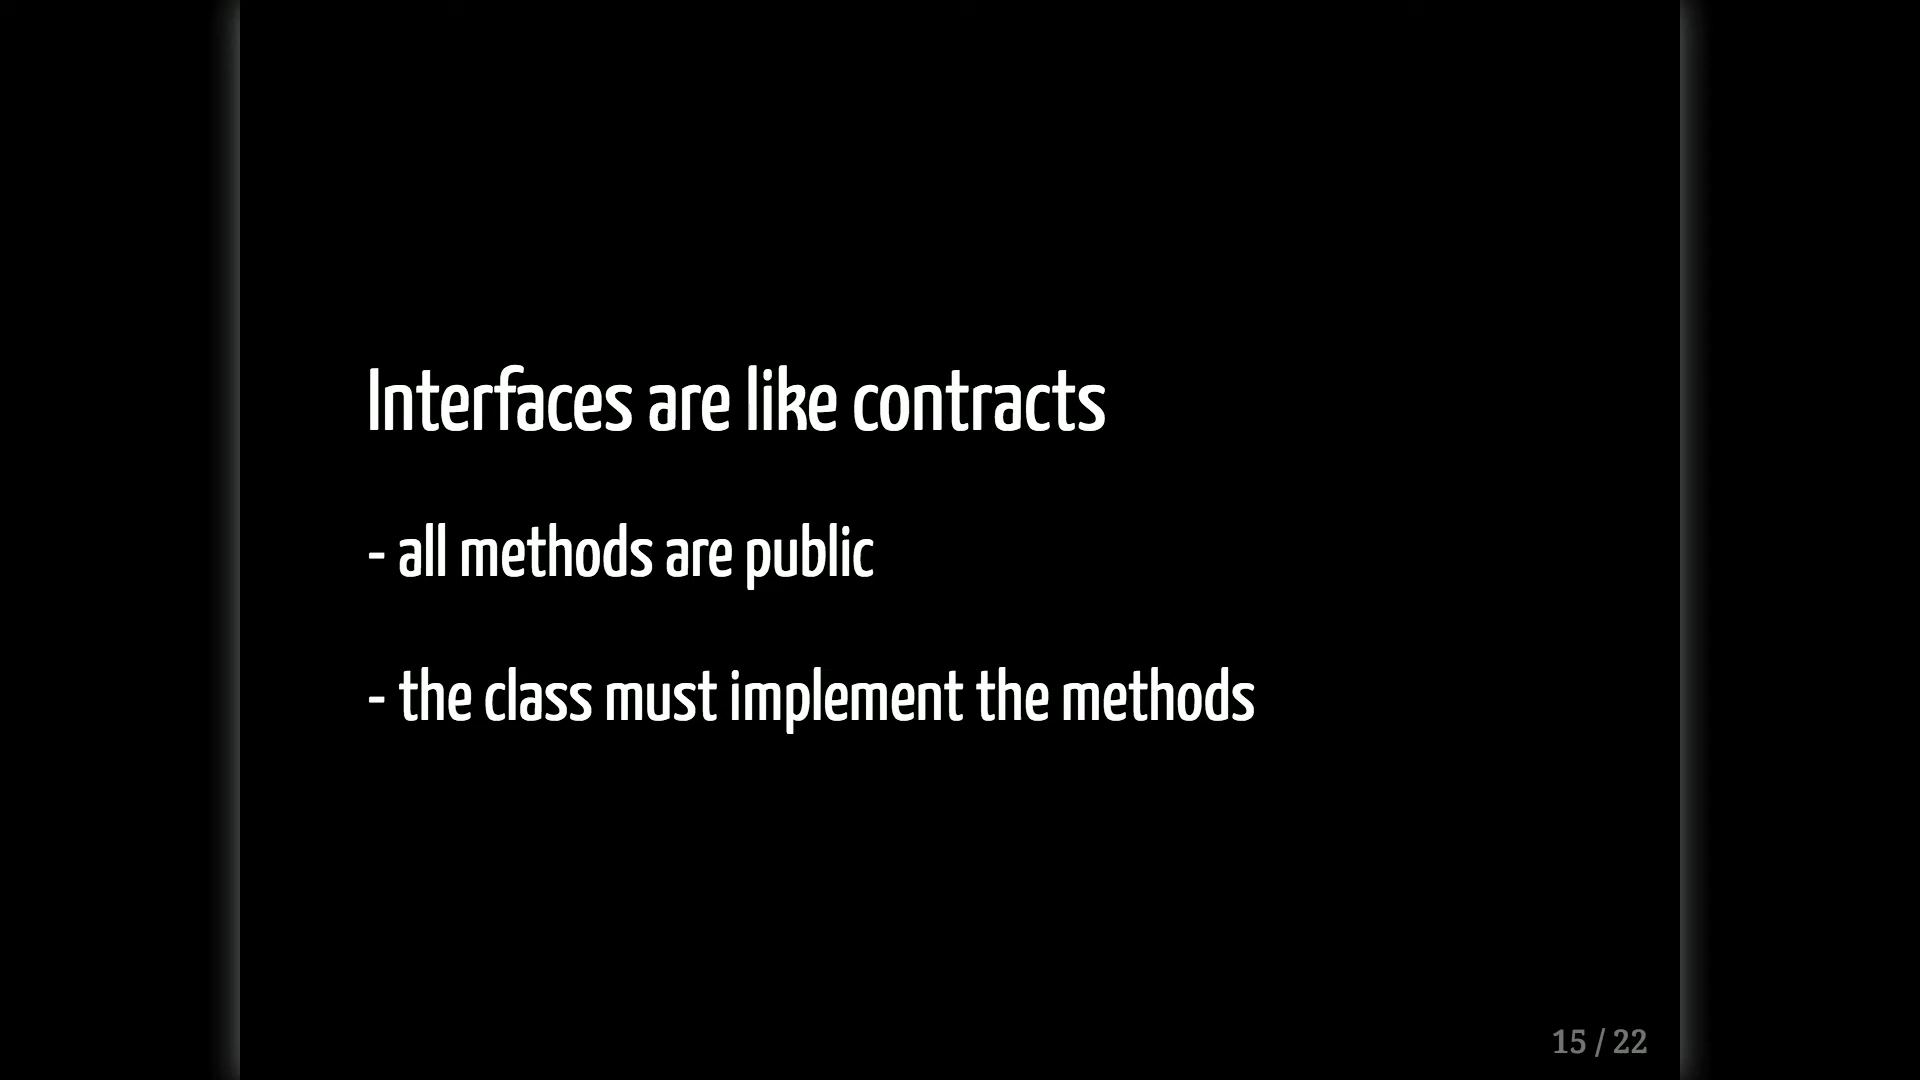 Interfaces are like contracts
- all methods are public
- the class must implement the methods
15 / 22